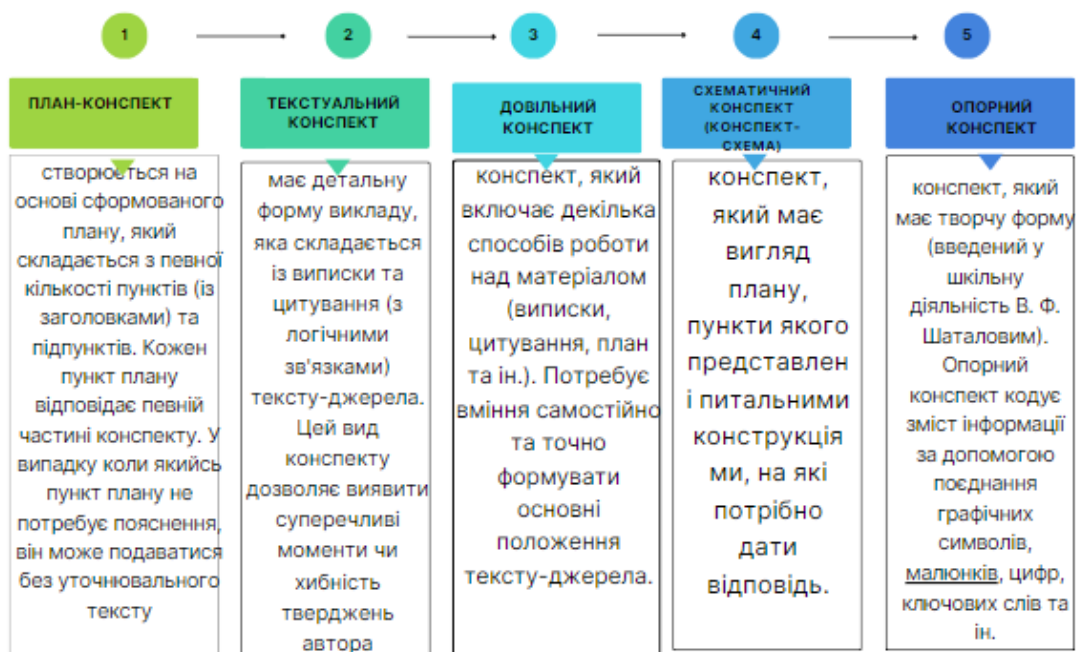 1
2
3
4
5
ПЛАН-КОНСПЕКТ
створюється на
основі сформованого
плану, який
складається з певної
кількості пунктів (із
заголовками) та
підпунктів. Кожен
пункт плану
відповідає певній
частині конспекту. У
випадку коли якийсь
пункт плану не
потребує пояснення,
він може подаватися
без уточнювального
тексту
ТЕКСТУАЛЬНИЙ
КОНСПЕКТ
має детальну
форму викладу,
яка складається
із виписки та
цитування (з
логічними
зв'язками)
тексту-джерела.
Цей вид
конспекту
дозволяє виявити
суперечливі
моменти чи
хибність
тверджень
автора
ДОВІЛЬНИЙ
КОНСПЕКТ
конспект, який
включає декілька
способів роботи
над матеріалом
(виписки,
цитування, план
та ін.). Потребує
вміння самостійно
та точно
формувати
основні
положення
тексту-джерела.
СХЕМАТИЧНИЙ
КОНСПЕКТ
(КОНСПЕКТ-
СХЕМА)
конспект,
який має
вигляд
плану,
пункти якого
представлен
і питальними
конструкція
ми, на які
потрібно
дати
відповідь.
ОПОРНИЙ
КОНСПЕКТ
конспект, який
має творчу форму
(введений у
шкільну
діяльність В. Ф.
Шаталовим).
Опорний
конспект кодує
зміст інформації
за допомогою
поєднання
графічних
символів,
малюнків, цифр,
ключових слів та
ін.